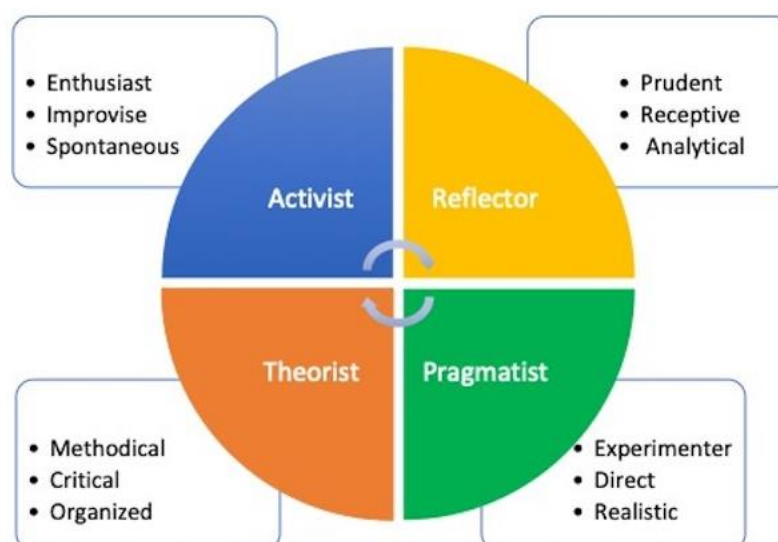 • Enthusiast
• Improvise
• Spontaneous
• Prudent
• Receptive
• Analytical
Activist
Reflector
Theorist
Pragmatist
• Methodical
• Critical
• Organized
• Experimenter
• Direct
• Realistic